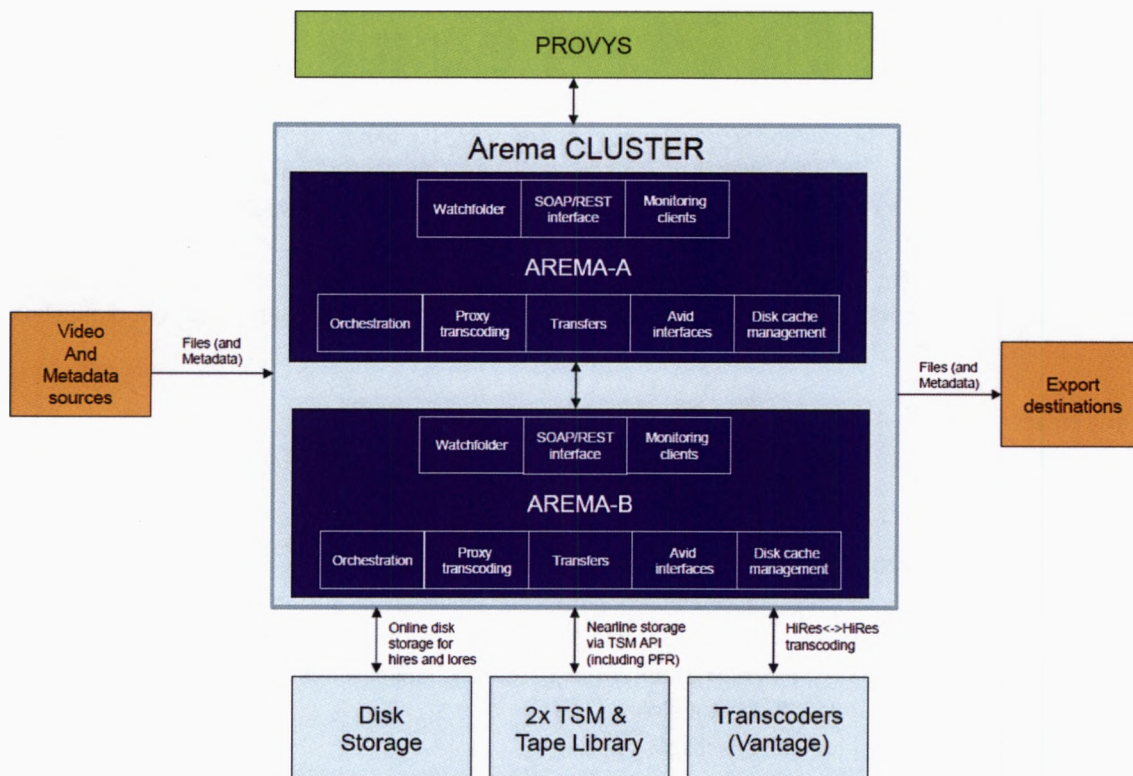 PROVYS
Arema CLUSTER
Watchfolder
SOAP/REST
interface
Monitoring
clients
AREMA-A
Orchestration
Proxy
transcoding
Transfers
Avid
interfaces
Disk cache
management
Video
And
Metadata
sources
Files (and
Metadata)
Files (and
Metadata)
Export
destinations
Watchfolder
SOAP/REST
interface
Monitoring
clients
AREMA-B
Orchestration
Proxy
transcoding
Transfers
Avid
interfaces
Disk cache
management
Online disk
storage for
hires and lores
Nearline storage
via TSM API
(including PFR)
HiRes<->HiRes
transcoding
Disk
Storage
2x TSM &
Tape Library
Transcoders
(Vantage)